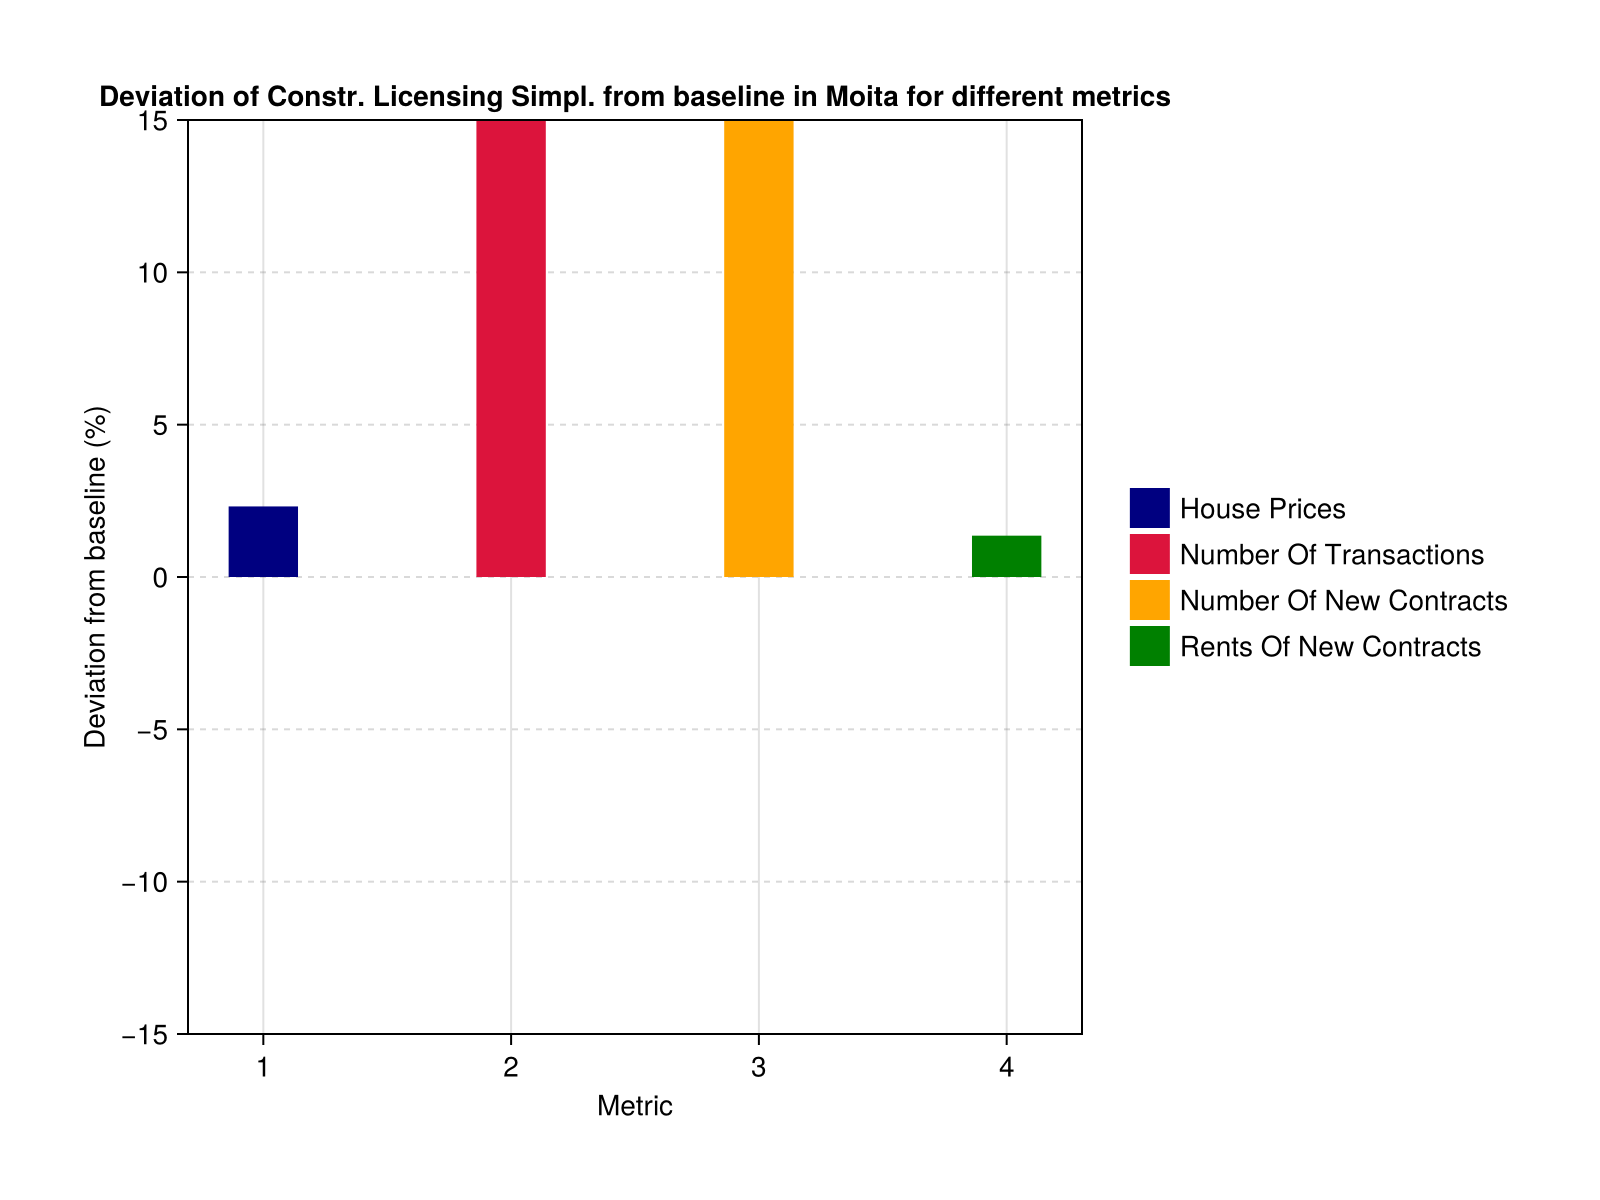 Deviation of Constr. Licensing Simpl. from baseline in Moita for different metrics
15
10
5
0
−5
−10
−15
Deviation from baseline (%)
1 2 3 4
Metric
House Prices
Number Of Transactions
Number Of New Contracts
Rents Of New Contracts